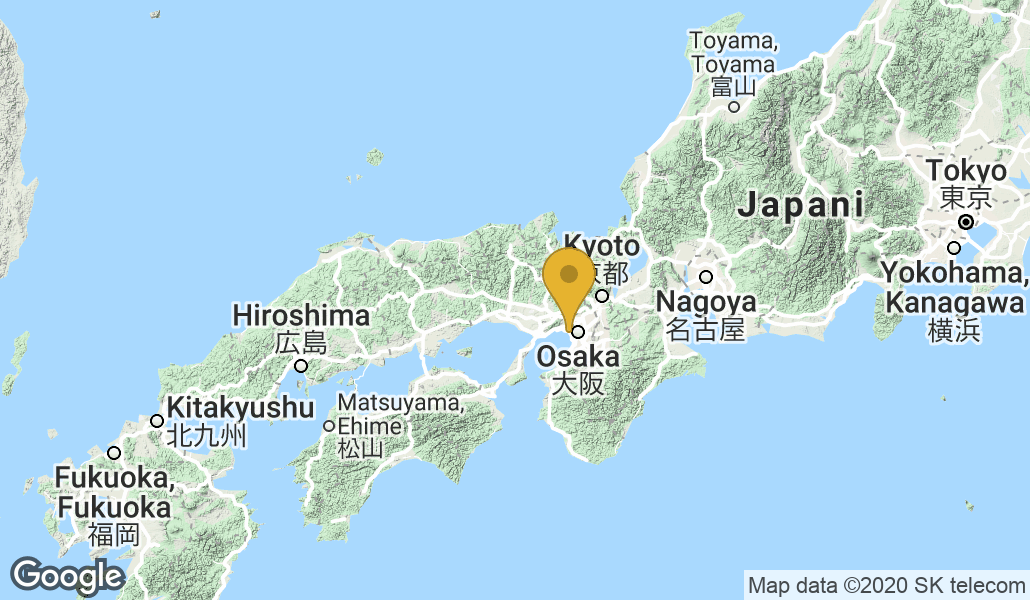 Toyama,
Toyama
富山
Tokyo
東京
Japani
Kyoto
京都
Yokohama,
Kanagawa
横浜
Nagoya
名古屋
Hiroshima
広島
Osaka
大阪
Matsuyama,
Ehime
松山
Kitakyushu
北九州
Fukuoka,
Fukuoka
福岡
Google
Map data ©2020 SK telecom